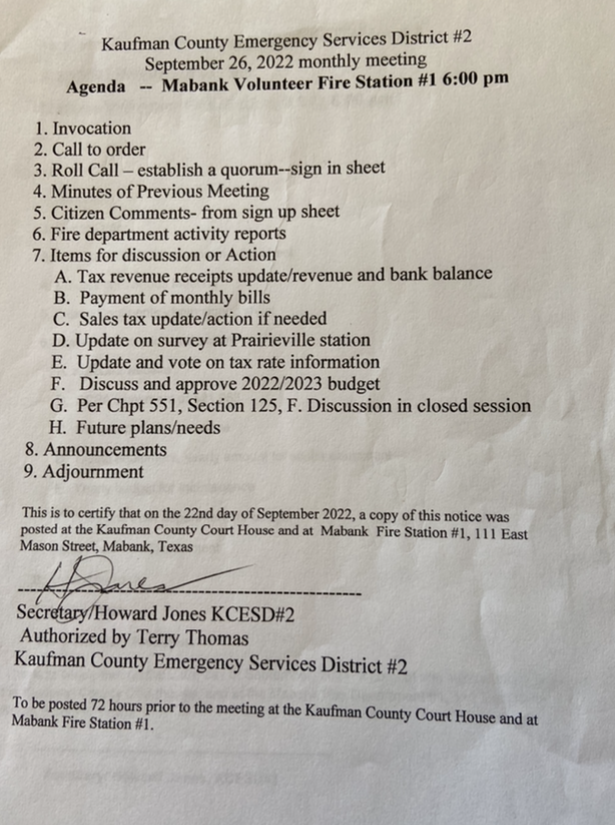 Kaufman County Emergency Services District #2
September 26, 2022 monthly meeting
Agenda -- Mabank Volunteer Fire Station #1 6:00 pm
1. Invocation
2. Call to order
3. Roll Call – establish a quorum--sign in sheet
4. Minutes of Previous Meeting
5. Citizen Comments- from sign up sheet
6. Fire department activity reports
7. Items for discussion or Action
A. Tax revenue receipts update/revenue and bank balance
B. Payment of monthly bills
C. Sales tax update/action if needed
D. Update on survey at Prairieville station
E. Update and vote on tax rate information
F. Discuss and approve 2022/2023 budget
G. Per Chpt 551, Section 125, F. Discussion in closed session
H. Future plans/needs
8. Announcements
9. Adjournment
This is to certify that on the 22nd day of September 2022, a copy of this notice was
posted at the Kaufman County Court House and at Mabank Fire Station #1, 111 East
Mason Street, Mabank, Texas
HJones
Secretary/Howard Jones KCESD#2
Authorized by Terry Thomas
Kaufman County Emergency Services District #2
To be posted 72 hours prior to the meeting at the Kaufman County Court House and at
Mabank Fire Station #1.